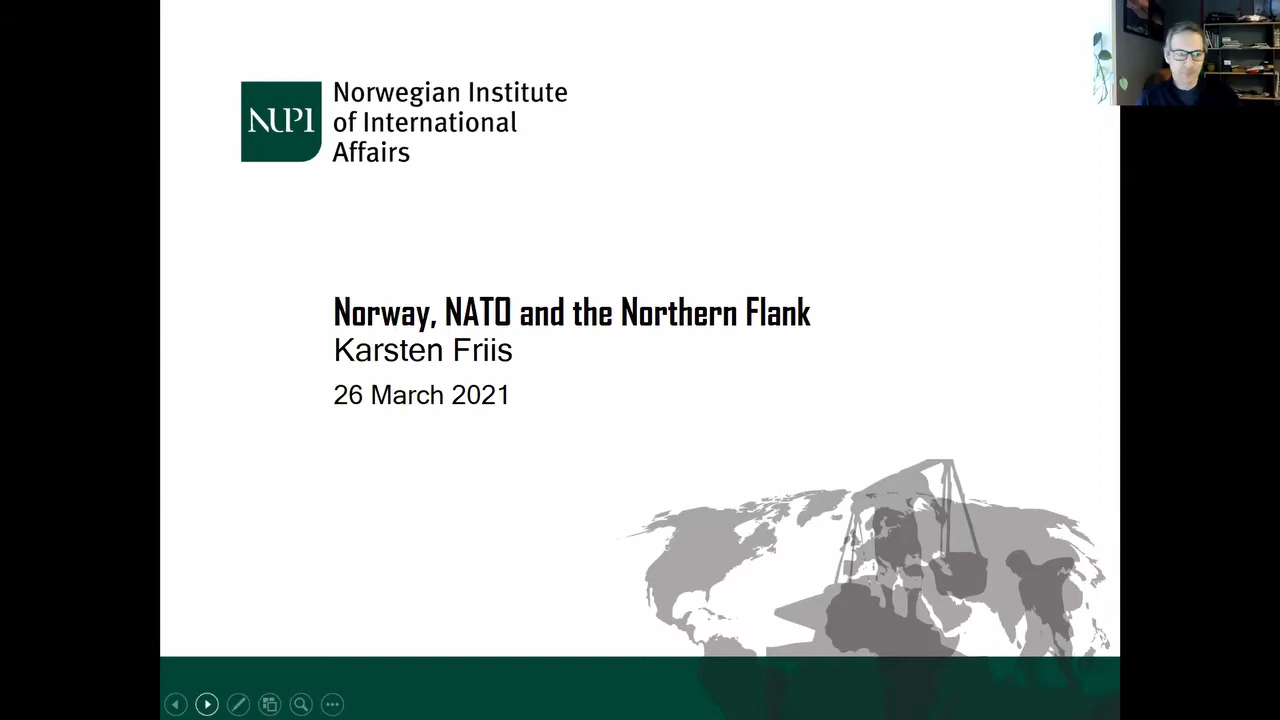 NUPI
Norwegian Institute
of International
Affairs
Norway, NATO and the Northern Flank
Karsten Friis
26 March 2021